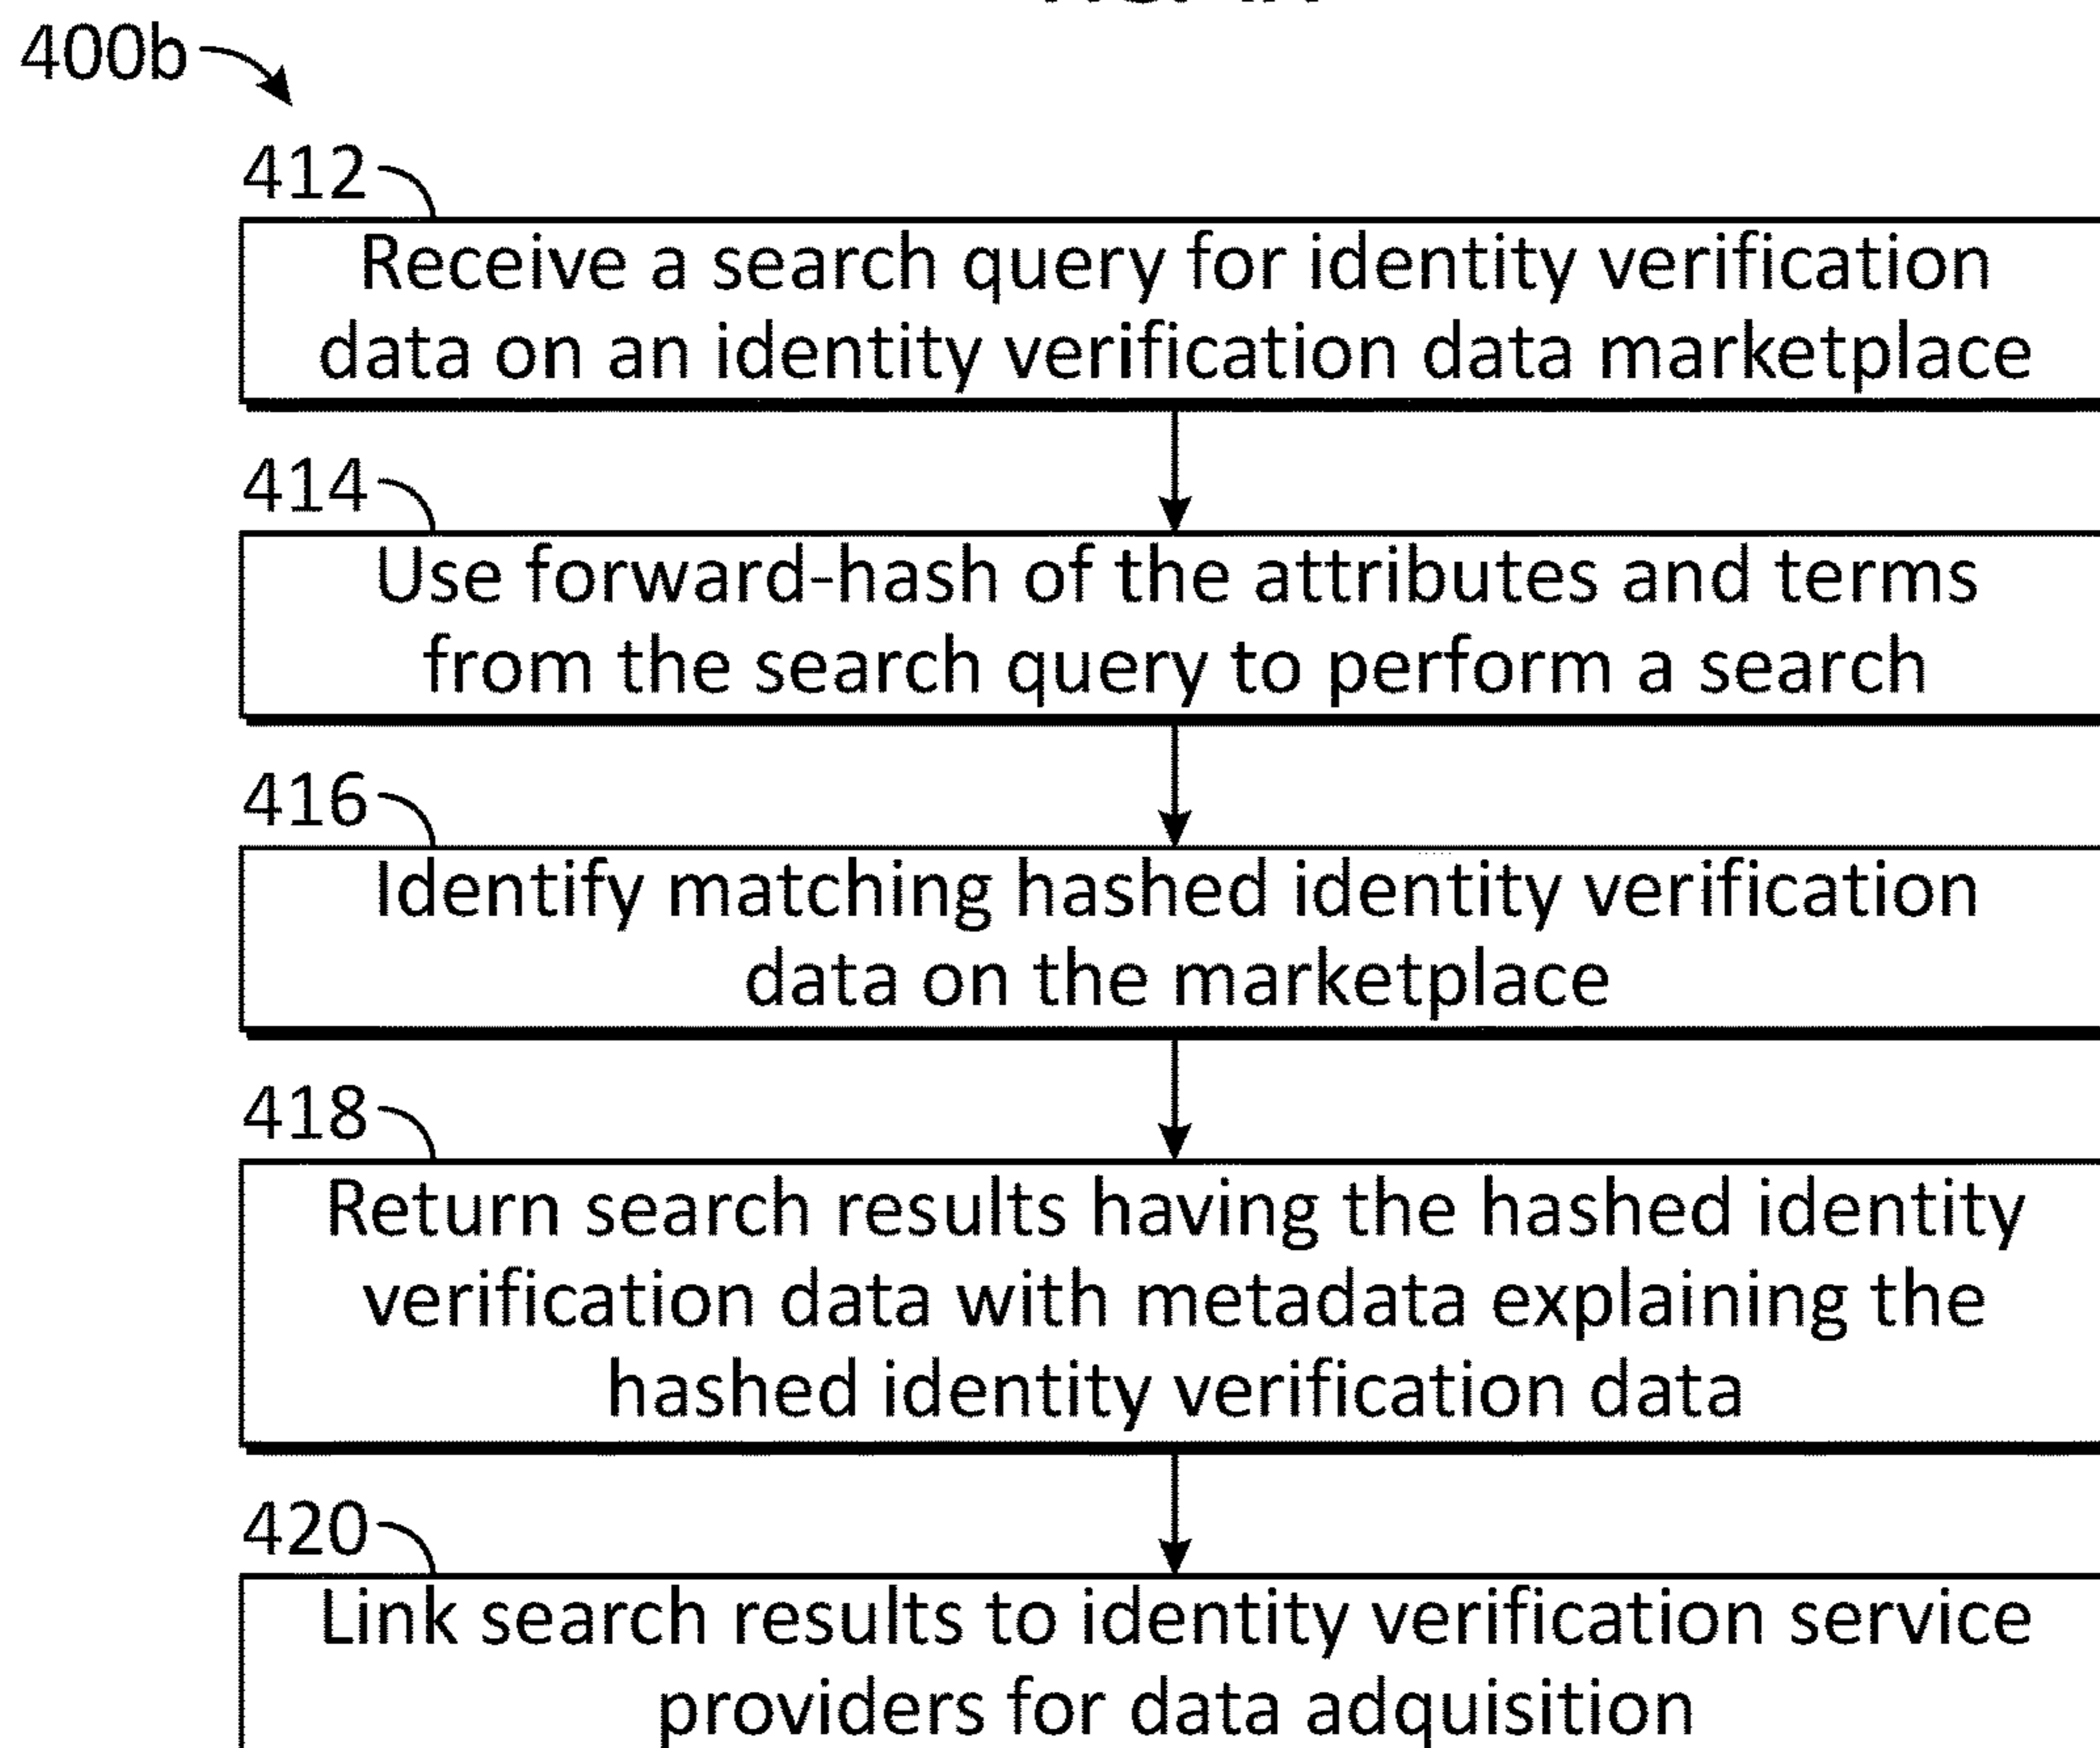 400b
412
Receive a search query for identity verification
data on an identity verification data marketplace
414
Use forward-hash of the attributes and terms
from the search query to perform a search
416
Identify matching hashed identity verification
data on the marketplace
418
Return search results having the hashed identity
verification data with metadata explaining the
hashed identity verification data
420
Link search results to identity verification service
providers for data adquisition